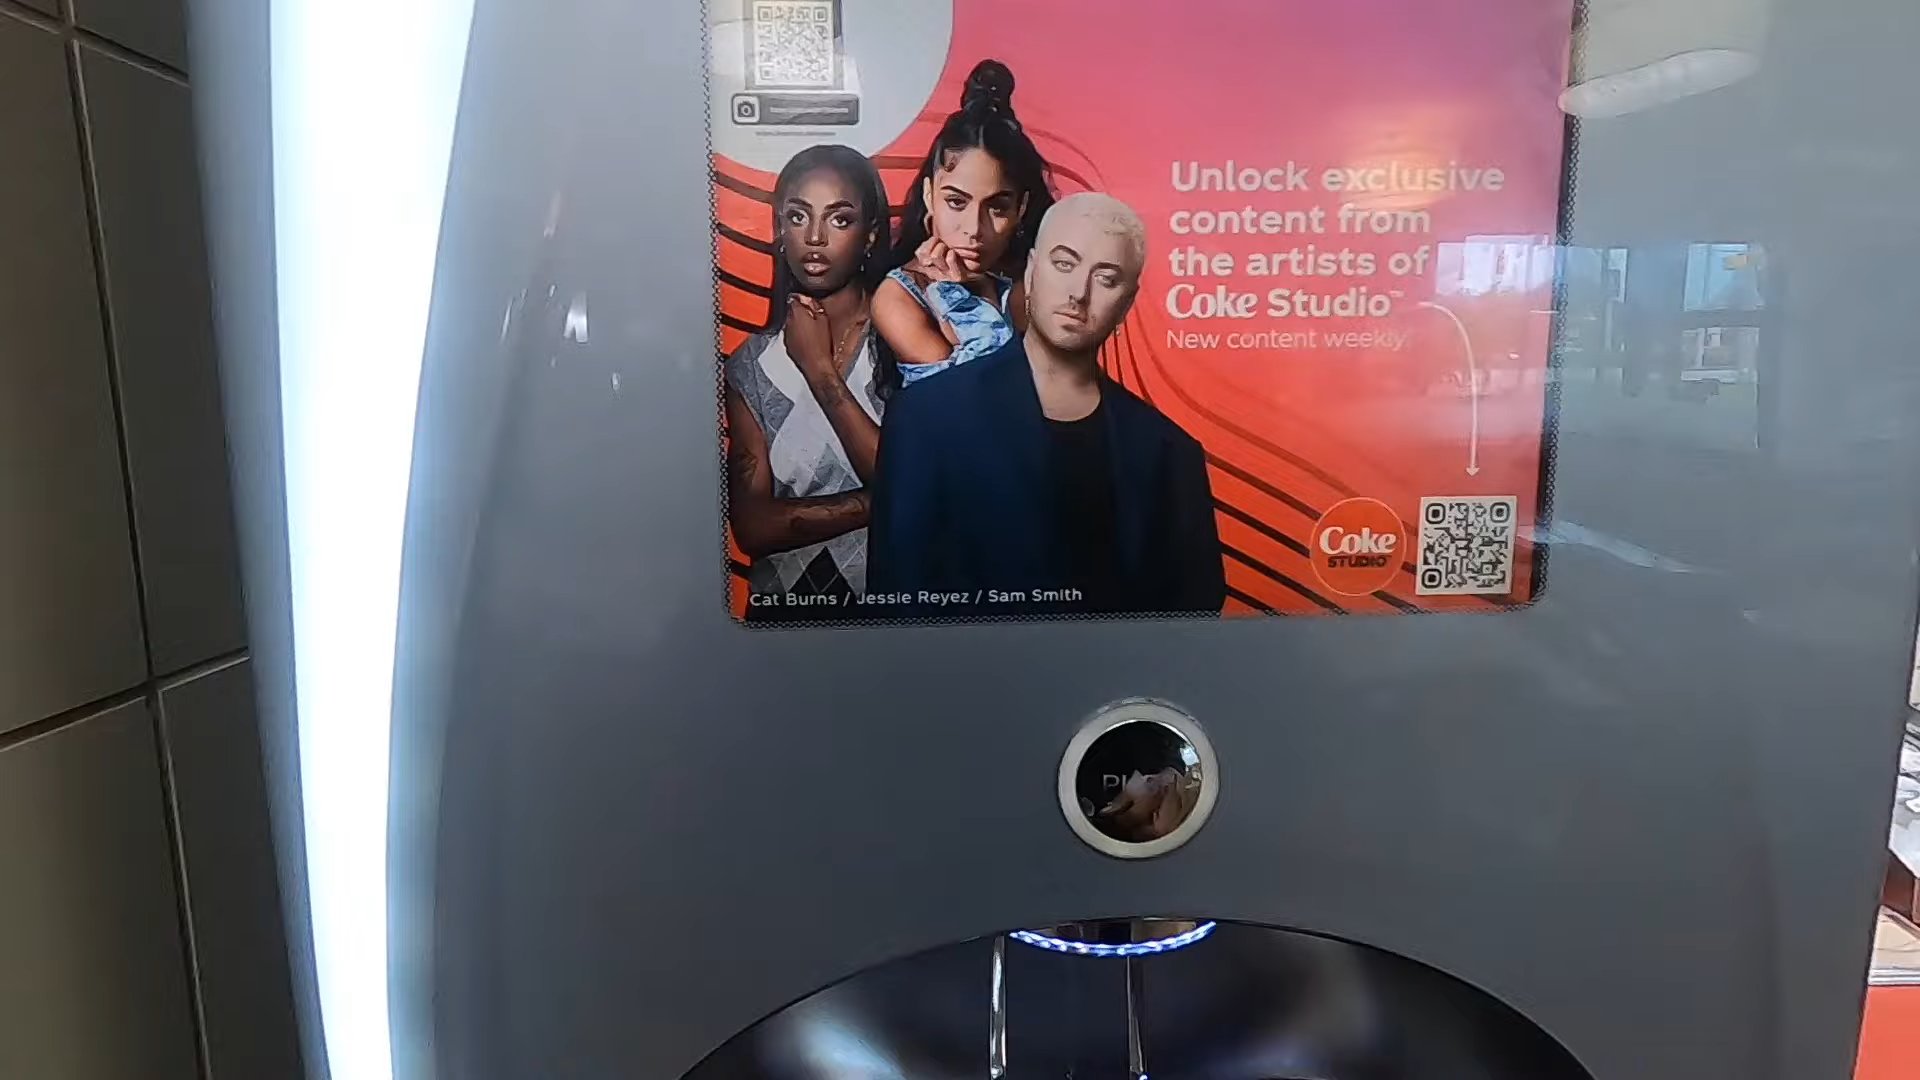 Unlock exclusive
content from
the artists of
Coke Studio™
New content weekly!
Coke
STUDIO
Cat Burns / Jessie Reyez / Sam Smith